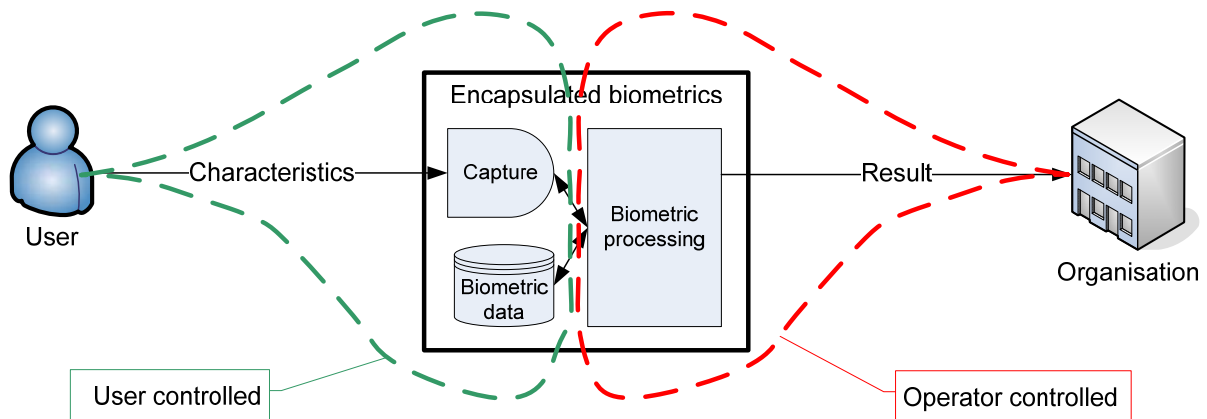 Encapsulated biometrics
Characteristics
Capture
Result
Biometric
processing
User
Biometric
data
Organisation
User controlled
Operator controlled